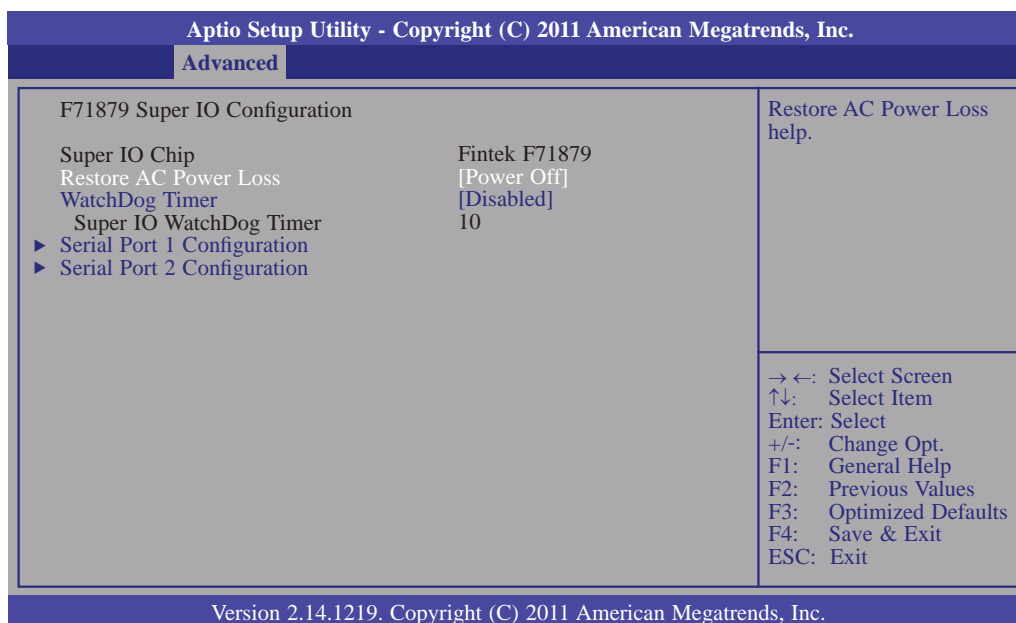 Aptio Setup Utility - Copyright (C) 2011 American Megatrends, Inc.
Advanced
F71879 Super IO Configuration
Super IO Chip Fintek F71879
Restore AC Power Loss [Power Off]
WatchDog Timer [Disabled]
Super IO WatchDog Timer 10
▶ Serial Port 1 Configuration
▶ Serial Port 2 Configuration
Restore AC Power Loss
help.
→ ←: Select Screen
↑↓: Select Item
Enter: Select
+/-: Change Opt.
F1: General Help
F2: Previous Values
F3: Optimized Defaults
F4: Save & Exit
ESC: Exit
Version 2.14.1219. Copyright (C) 2011 American Megatrends, Inc.